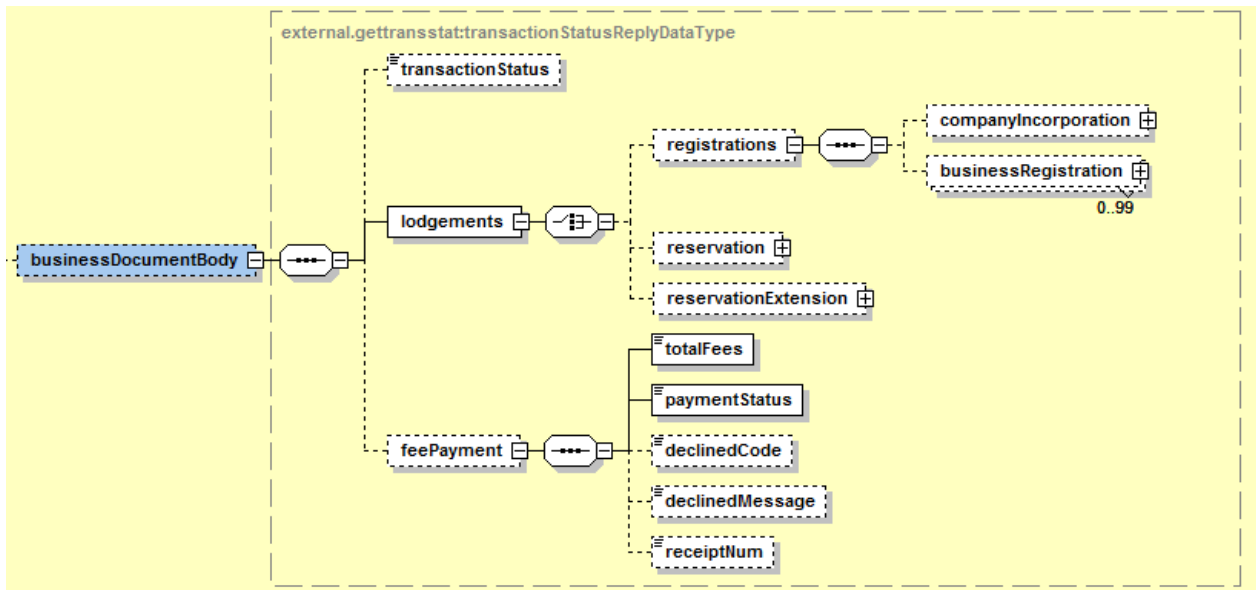 external.gettransstat:transactionStatusReplyDataType
transactionStatus
registrations
companyIncorporation
businessRegistration
0..99
lodgements
reservation
reservationExtension
businessDocumentBody
totalFees
paymentStatus
feePayment
declinedCode
declinedMessage
receiptNum